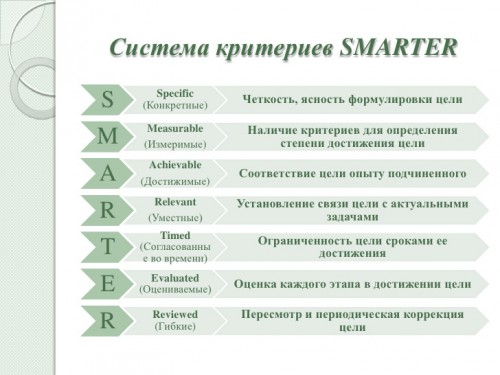 Система критериев SMARTER
S
Specific
(Конкретные)
Четкость, ясность формулировки цели
M
Measurable
(Измеримые)
Наличие критериев для определения
степени достижения цели
A
Achievable
(Достижимые)
Соответствие цели опыту подчиненного
R
Relevant
(Уместные)
Установление связи цели с актуальными
задачами
T
Timed
(Согласованны
е во времени)
Ограниченность цели сроками ее
достижения
E
Evaluated
(Оцениваемые)
Оценка каждого этапа в достижении цели
R
Reviewed
(Гибкие)
Пересмотр и периодическая коррекция
цели